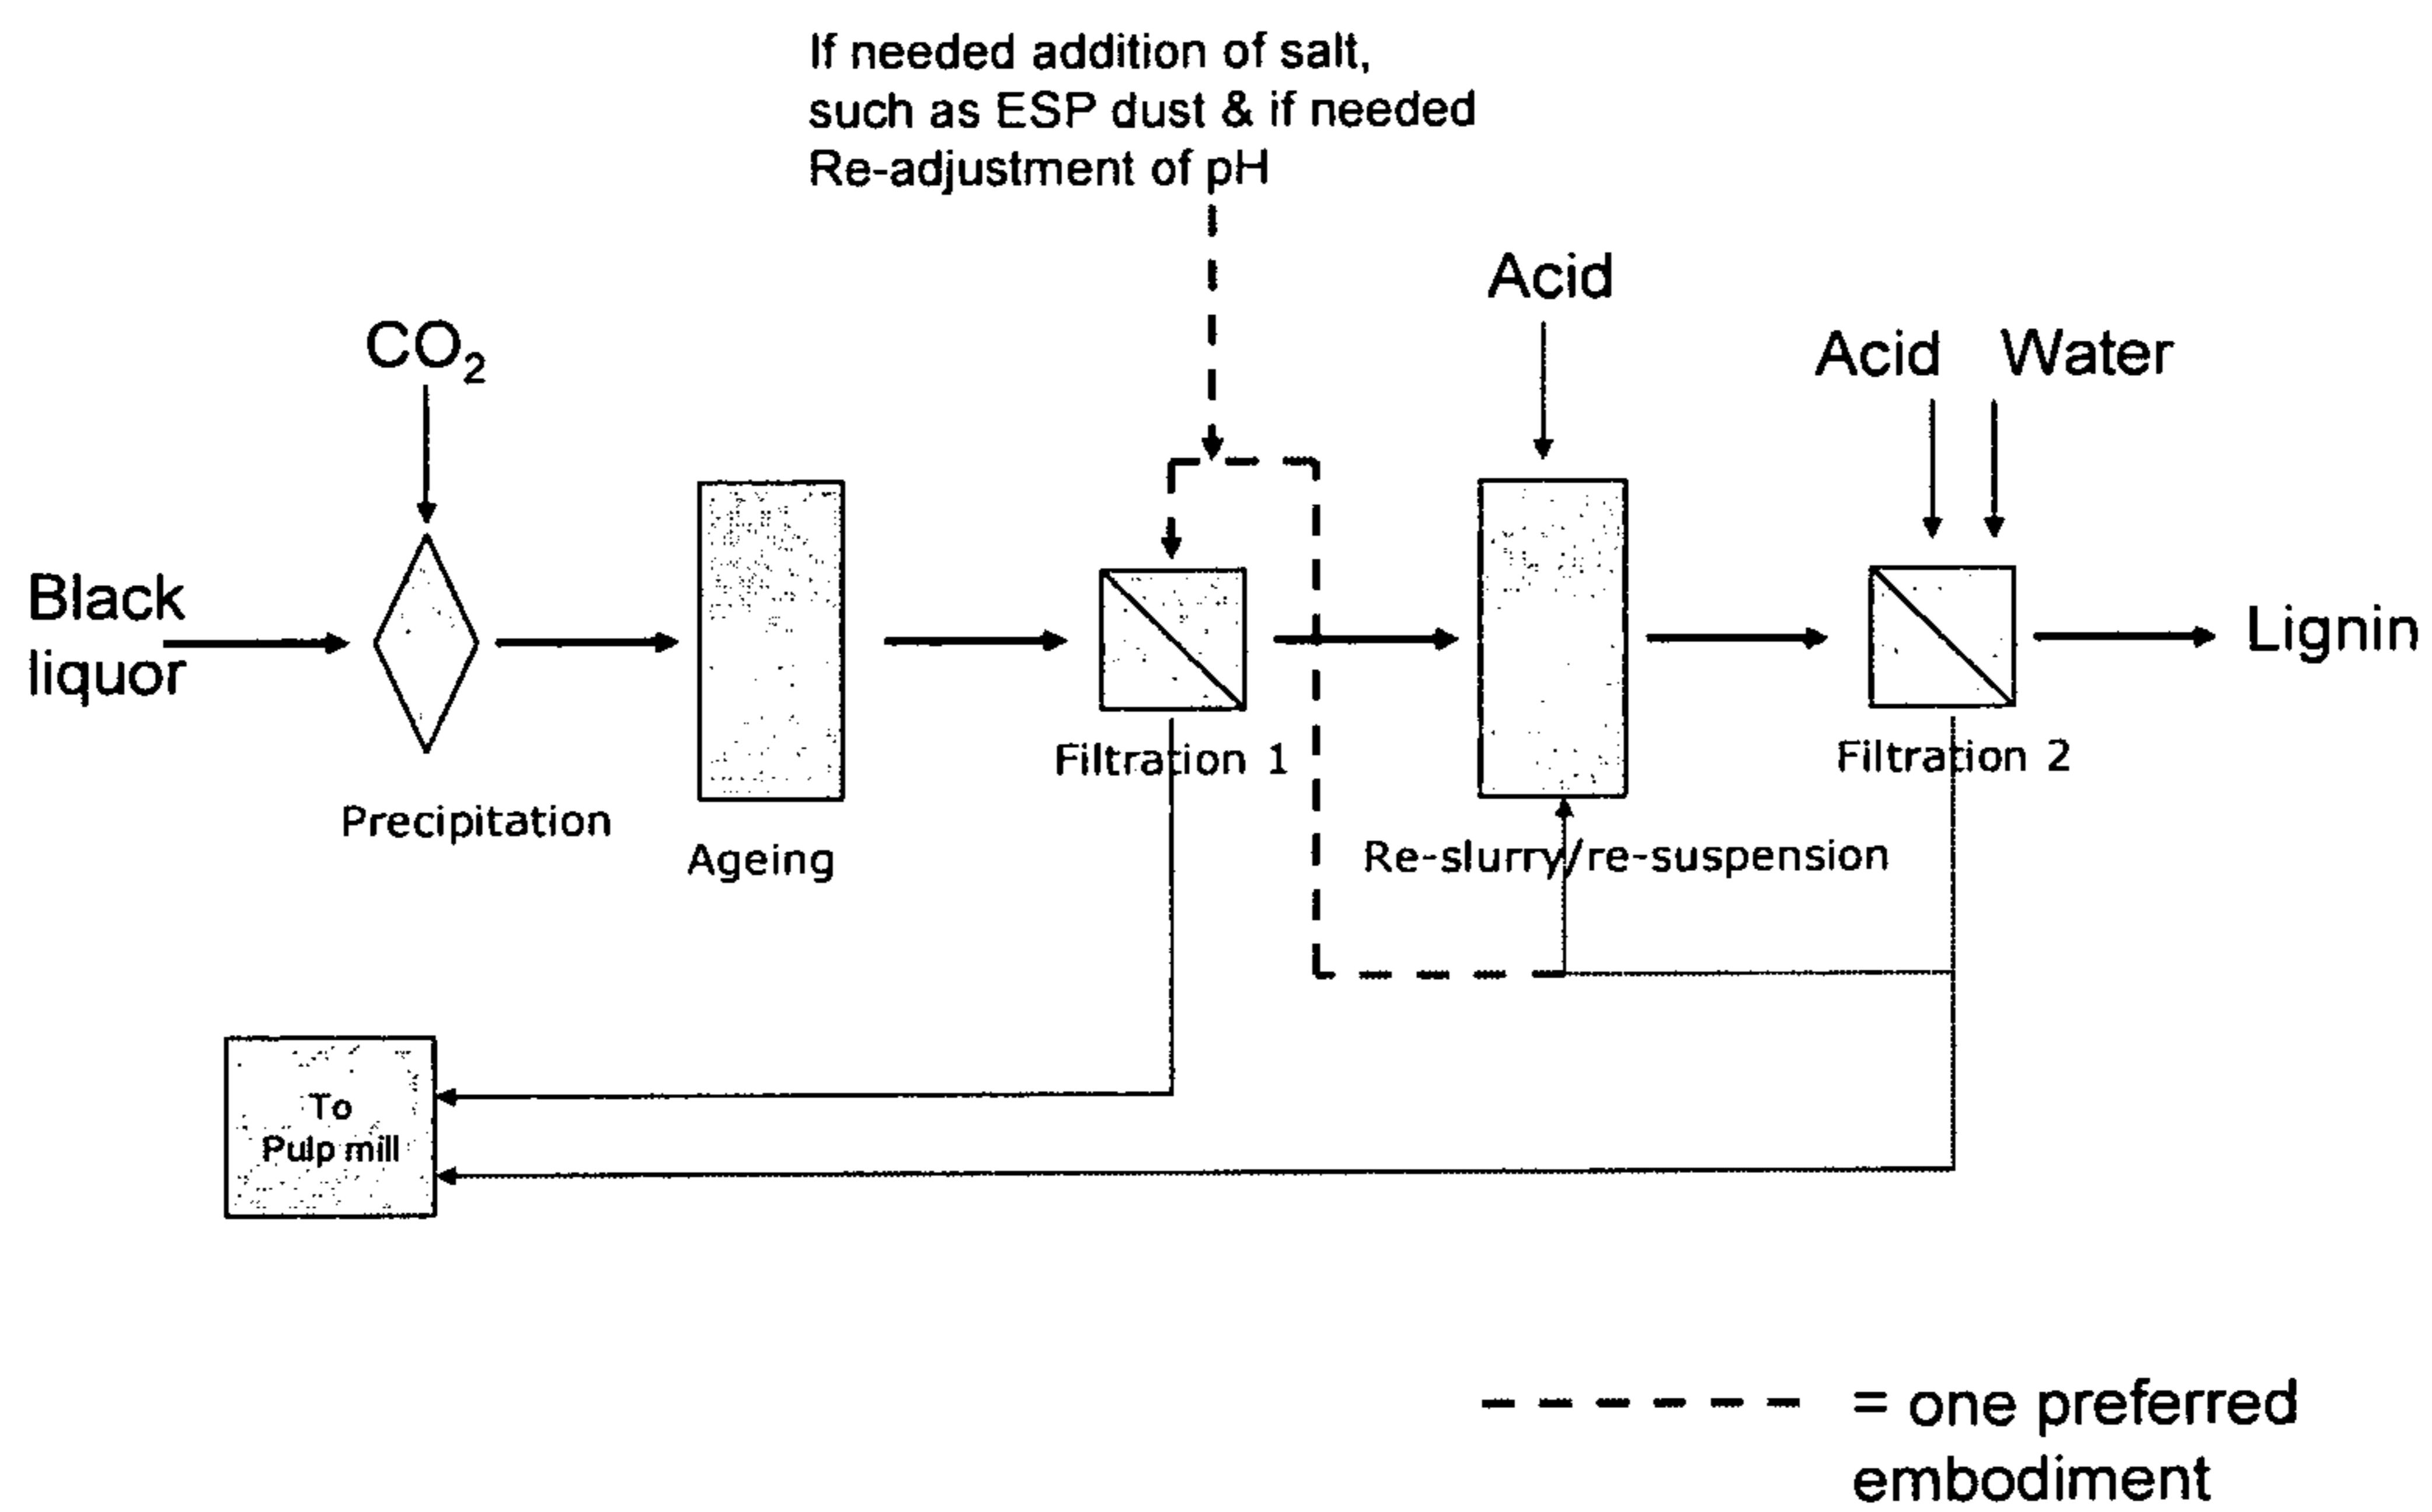 If needed addition of salt,
such as ESP dust & if needed
Re-adjustment of pH
Acid
CO₂
Acid Water
Black
liquor
Lignin
Filtration 1
Filtration 2
Precipitation
Ageing
Re-slurry/re-suspension
To
Pulp mill
= one preferred
embodiment